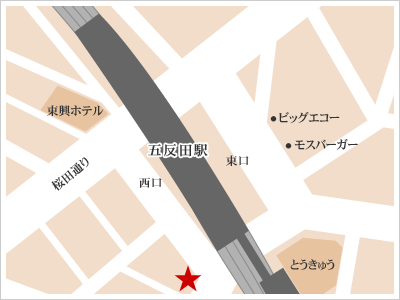 東興ホテル
ビッグエコー
モスバーガー
五反田駅
東口
桜田通り
西口
とうきゅう